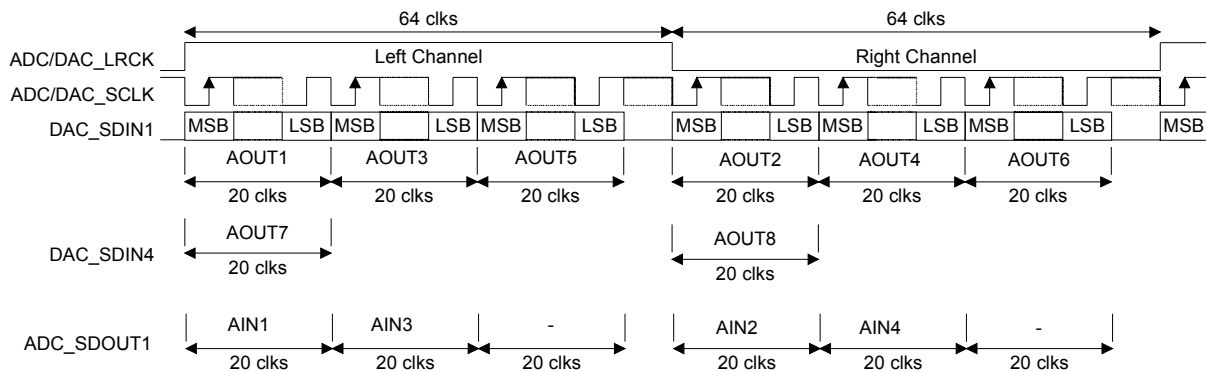 64 clks 64 clks
ADC/DAC_LRCK Left Channel Right Channel
ADC/DAC_SCLK
DAC_SDIN1 MSB LSB MSB LSB MSB LSB MSB LSB MSB LSB MSB LSB MSB
AOUT1 AOUT3 AOUT5 AOUT2 AOUT4 AOUT6
20 clks 20 clks 20 clks 20 clks 20 clks 20 clks
DAC_SDIN4 AOUT7 AOUT8
20 clks 20 clks
ADC_SDOUT1 AIN1 AIN3 - AIN2 AIN4 -
20 clks 20 clks 20 clks 20 clks 20 clks 20 clks